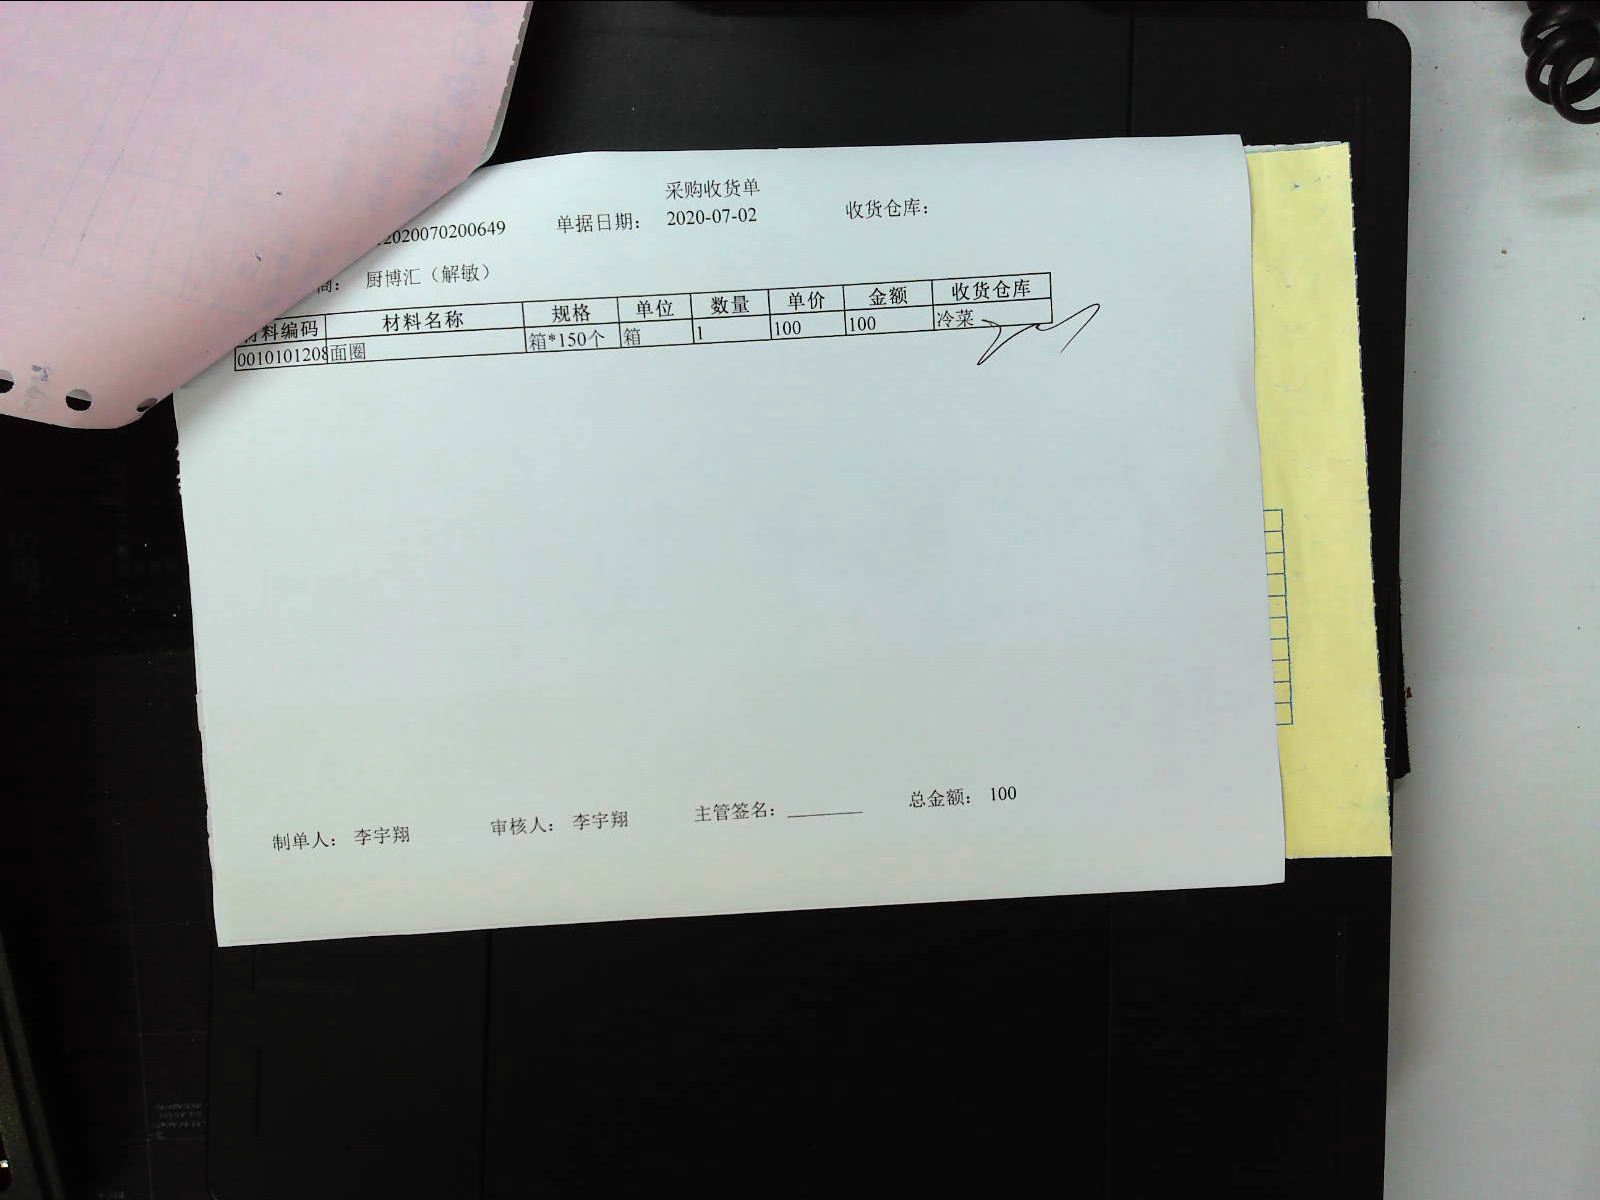 采购收货单
2020070200649 单据日期： 2020-07-02 收货仓库：
商： 厨博汇（解敏）
材料编码 材料名称 规格 单位 数量 单价 金额 收货仓库
0010101208 面圈 箱*150个 箱 1 100 100 冷菜
制单人： 李宇翔 审核人： 李宇翔 主管签名： 总金额： 100